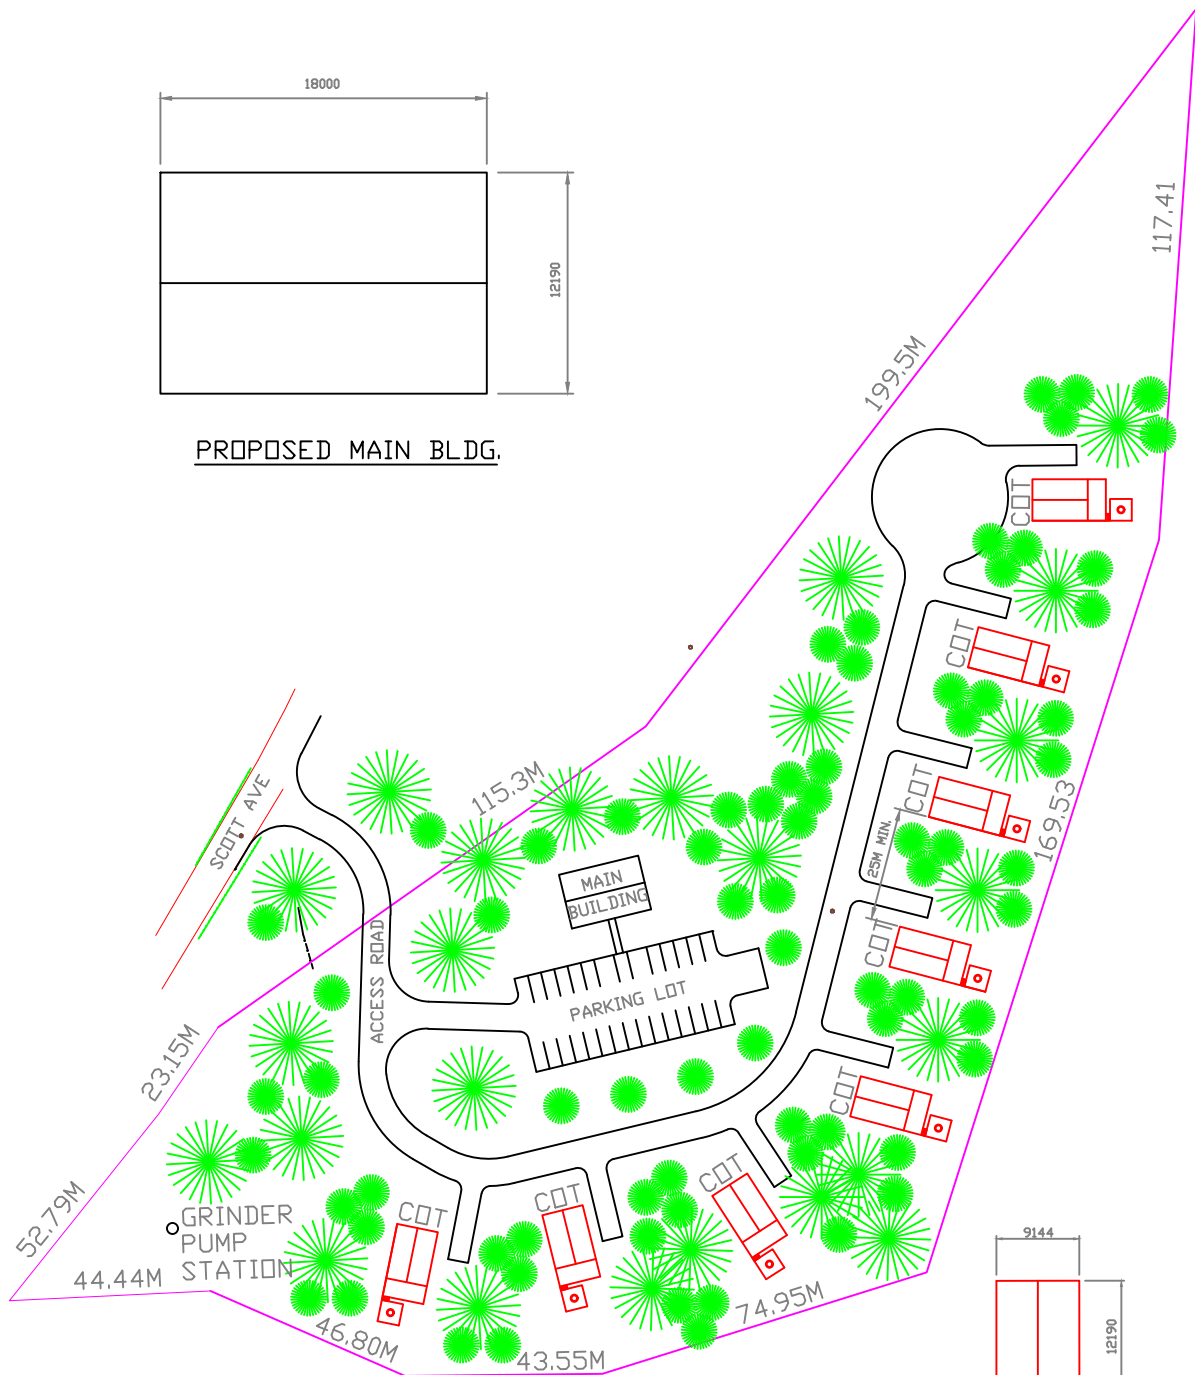 18000
12190
PROPOSED MAIN BLDG.
117.41
199.5M
COT
COT
115.3M
SCOTT AVE
COT
25M MIN.
169.53
MAIN
BUILDING
COT
ACCESS ROAD
PARKING LOT
23.15M
COT
52.79M
GRINDER
PUMP
STATION
44.44M
COT
COT
COT
46.80M
43.55M
74.95M
9144
12190